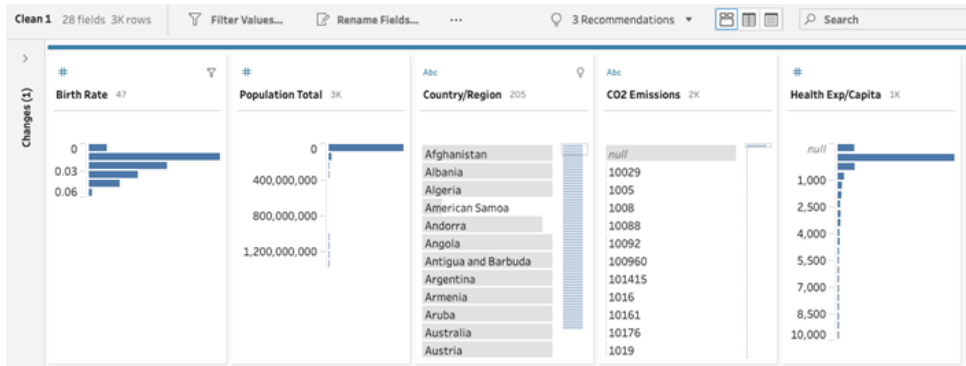 Clean 1 28 fields 3K rows Filter Values... Rename Fields... ... 3 Recommendations Search
Changes (1)
#
Birth Rate 47
0
0.03
0.06
#
Population Total 3K
0
400,000,000
800,000,000
1,200,000,000
Abc
Country/Region 205
Afghanistan
Albania
Algeria
American Samoa
Andorra
Angola
Antigua and Barbuda
Argentina
Armenia
Aruba
Australia
Austria
Abc
CO2 Emissions 2K
null
10029
1005
1008
10088
10092
100960
101415
1016
10161
10176
1019
#
Health Exp/Capita 1K
null
1,000
2,500
4,000
5,500
7,000
8,500
10,000